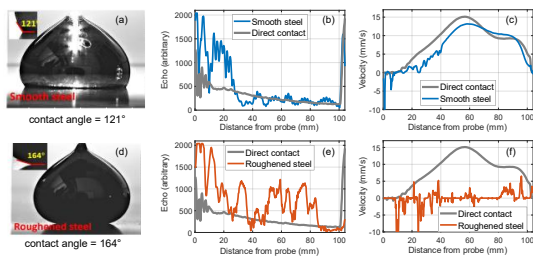 (a)
121°
Smooth steel
contact angle = 121°
(b)
Echo (arbitrary)
2000
1500
1000
500
0
0 20 40 60 80 100
Distance from probe (mm)
Smooth steel
Direct contact
(c)
Velocity (mm/s)
15
10
5
0
-5
-10
0 20 40 60 80 100
Distance from probe (mm)
Direct contact
Smooth steel
(d)
164°
Roughened steel
contact angle = 164°
(e)
Echo (arbitrary)
2000
1500
1000
500
0
0 20 40 60 80 100
Distance from probe (mm)
Direct contact
Roughened steel
(f)
Velocity (mm/s)
15
10
5
0
-5
-10
0 20 40 60 80 100
Distance from probe (mm)
Direct contact
Roughened steel